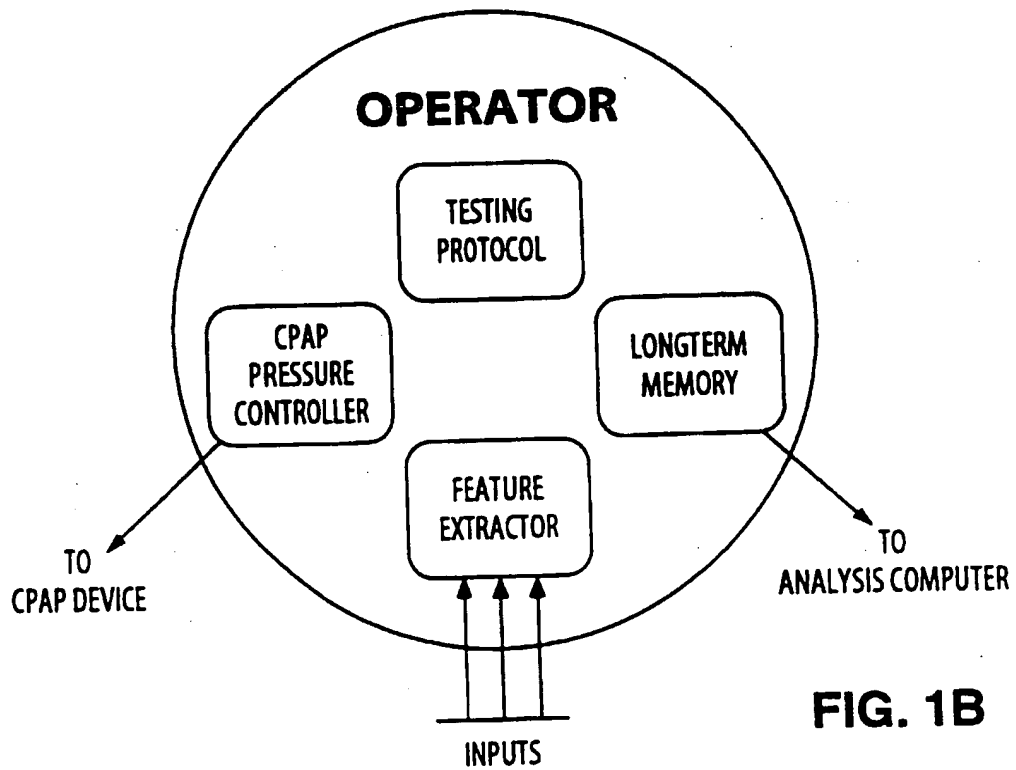 OPERATOR
TESTING
PROTOCOL
CPAP
PRESSURE
CONTROLLER
LONGTERM
MEMORY
FEATURE
EXTRACTOR
TO
CPAP DEVICE
TO
ANALYSIS COMPUTER
INPUTS
FIG. 1B